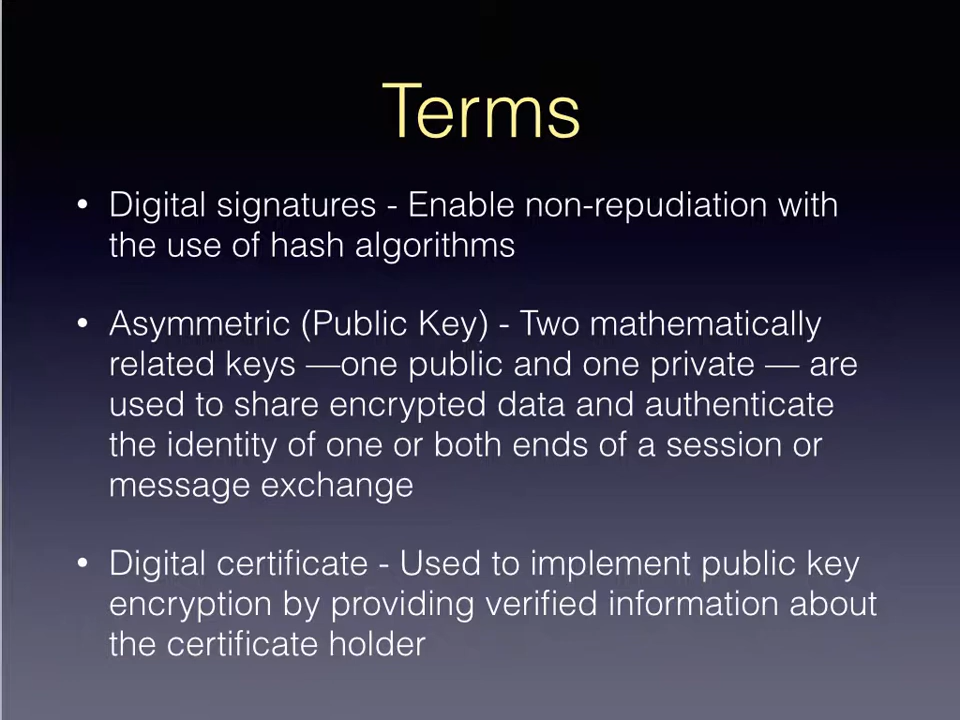 Terms
• Digital signatures - Enable non-repudiation with
the use of hash algorithms
• Asymmetric (Public Key) - Two mathematically
related keys —one public and one private — are
used to share encrypted data and authenticate
the identity of one or both ends of a session or
message exchange
• Digital certificate - Used to implement public key
encryption by providing verified information about
the certificate holder